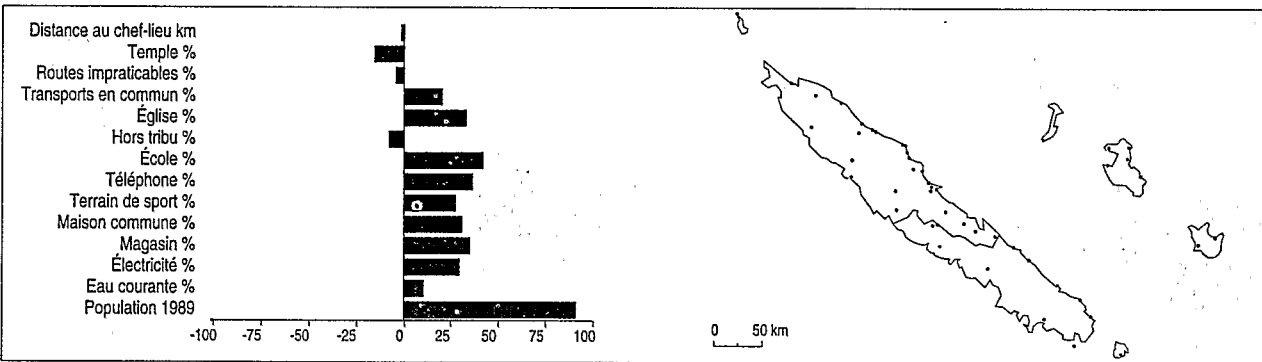 Distance au chef-lieu km
Temple %
Routes impraticables %
Transports en commun %
Église %
Hors tribu %
École %
Téléphone %
Terrain de sport %
Maison commune %
Magasin %
Électricité %
Eau courante %
Population 1989
-100 -75 -50 -25 0 25 50 75 100
0 50 km